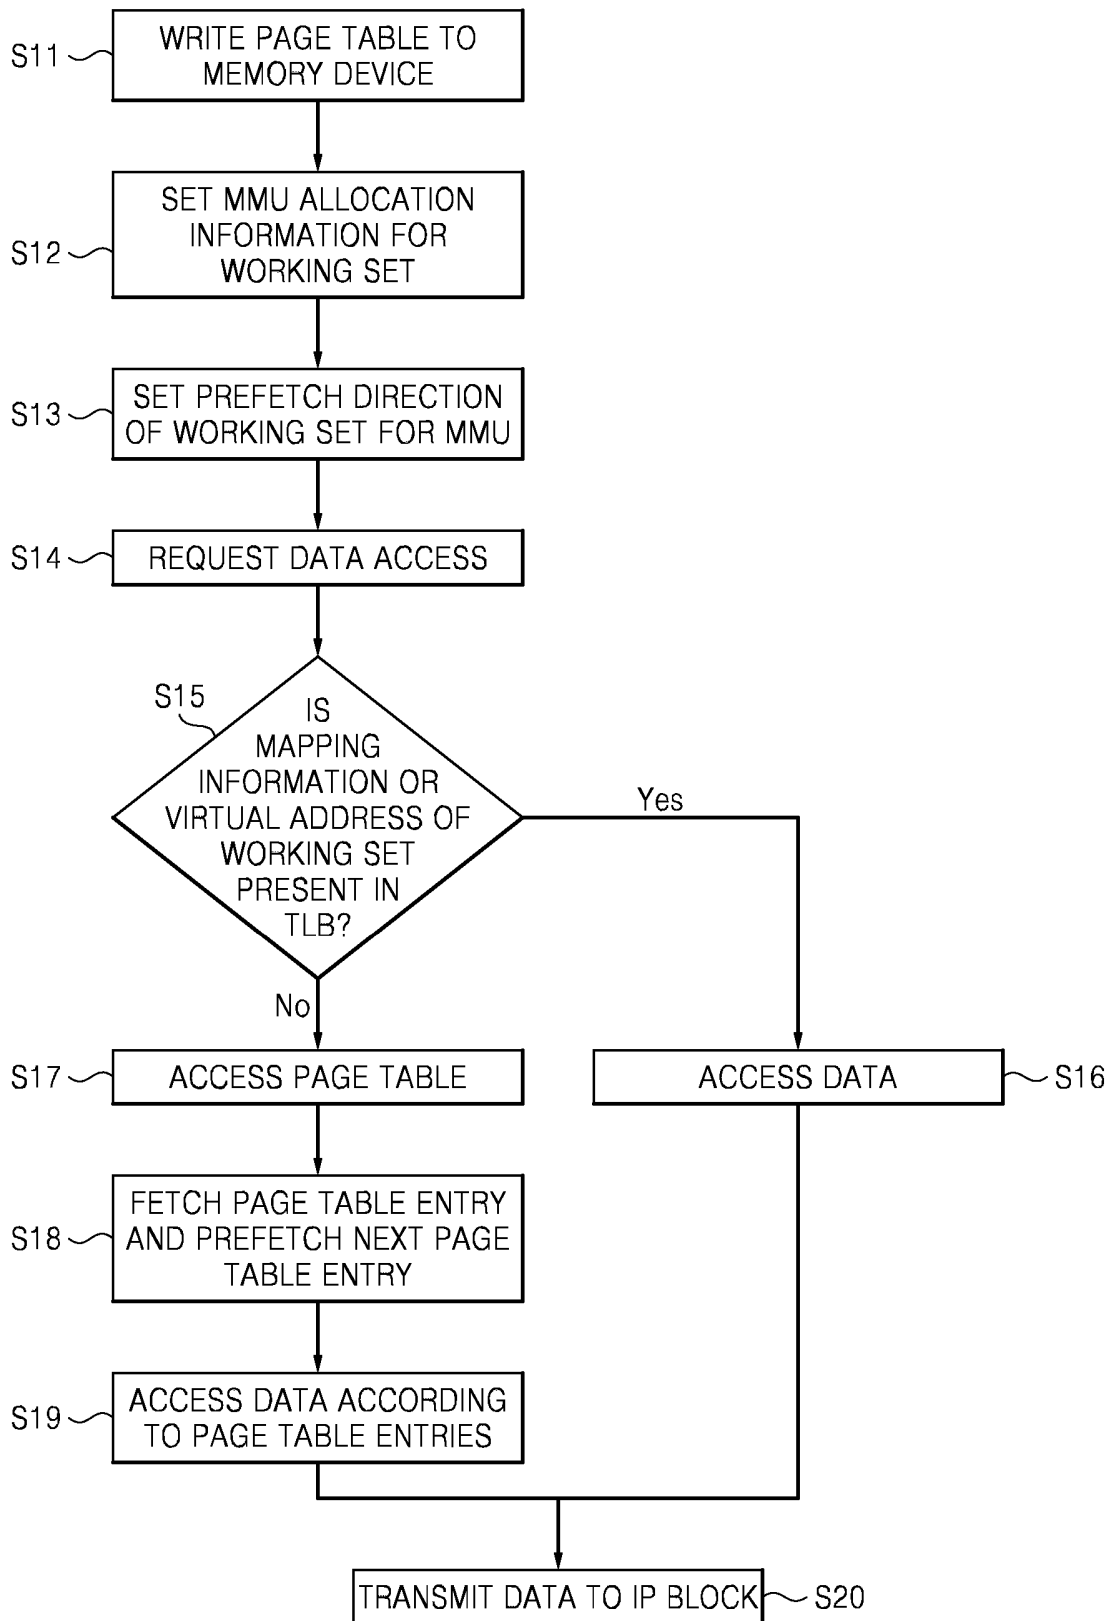 S11
WRITE PAGE TABLE TO
MEMORY DEVICE
S12
SET MMU ALLOCATION
INFORMATION FOR
WORKING SET
S13
SET PREFETCH DIRECTION
OF WORKING SET FOR MMU
S14
REQUEST DATA ACCESS
S15
IS
MAPPING
INFORMATION OR
VIRTUAL ADDRESS OF
WORKING SET
PRESENT IN
TLB?
Yes
No
S17
ACCESS PAGE TABLE
ACCESS DATA
S16
S18
FETCH PAGE TABLE ENTRY
AND PREFETCH NEXT PAGE
TABLE ENTRY
S19
ACCESS DATA ACCORDING
TO PAGE TABLE ENTRIES
TRANSMIT DATA TO IP BLOCK
S20